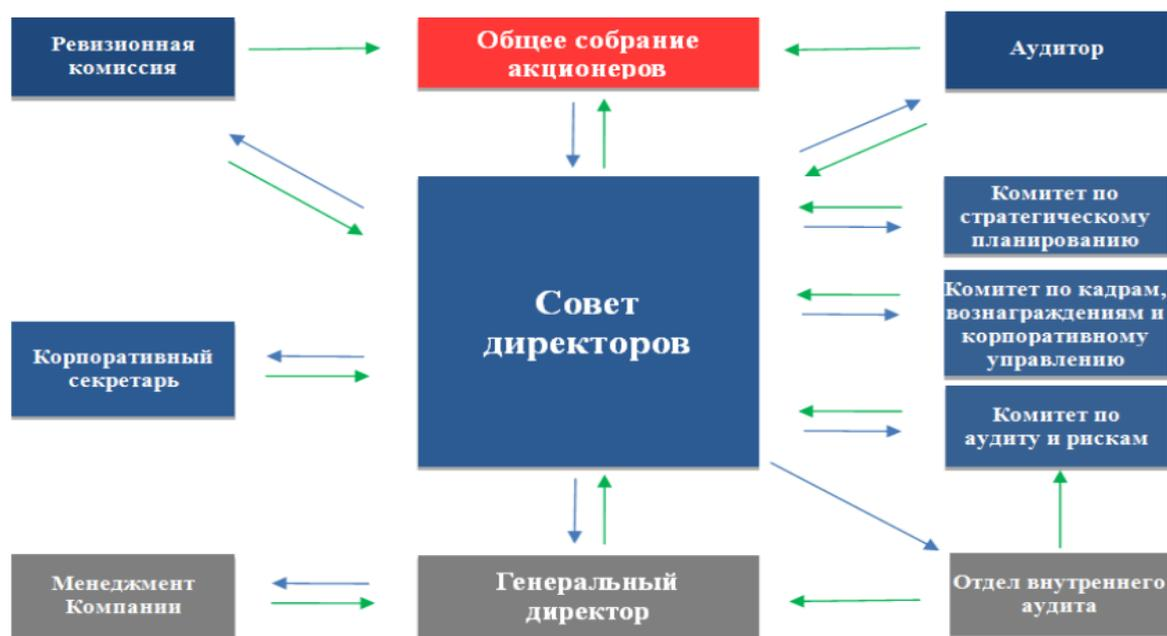 Ревизионная
комиссия
Общее собрание
акционеров
Аудитор
Комитет по
стратегическому
планированию
Совет
директоров
Комитет по кадрам,
вознаграждениям и
корпоративному
управлению
Корпоративный
секретарь
Комитет по
аудиту и рискам
Менеджмент
Компании
Генеральный
директор
Отдел внутреннего
аудита